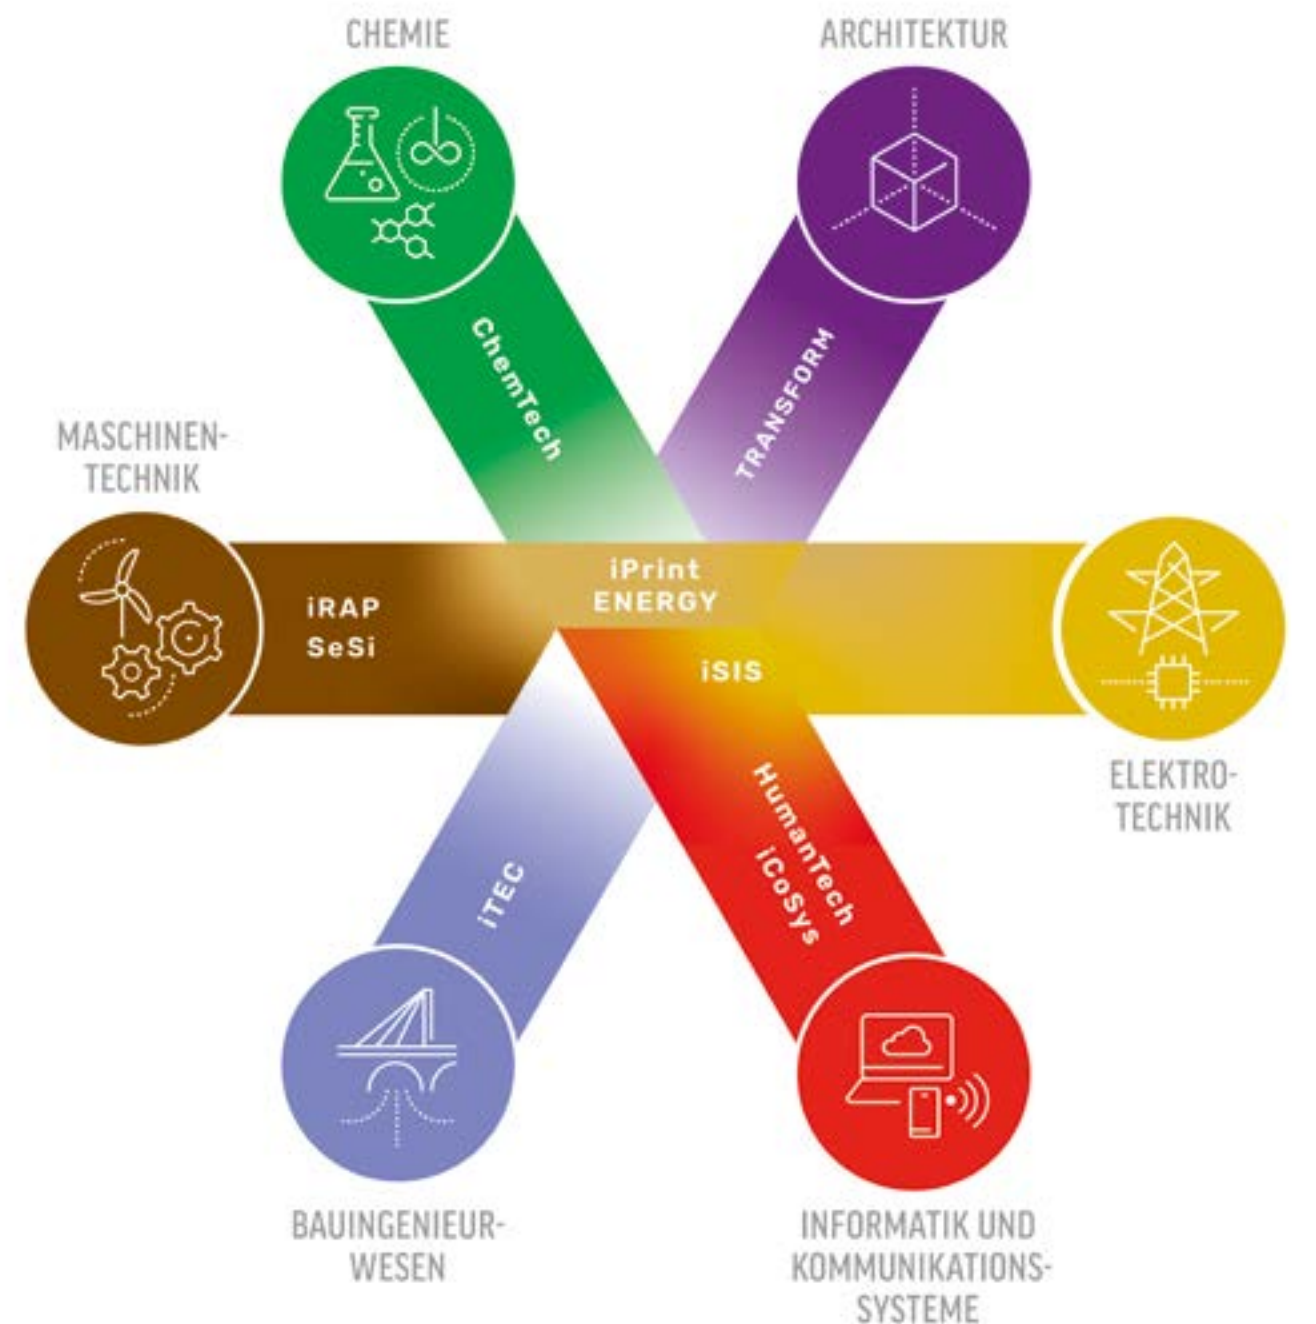 CHEMIE
ARCHITEKTUR
ChemTech
TRANSFORM
MASCHINEN-
TECHNIK
iPrint
ENERGY
iRAP
SeSi
iSIS
ELEKTRO-
TECHNIK
HumanTech
iCoSys
iTEC
BAUINGENIEUR-
WESEN
INFORMATIK UND
KOMMUNIKATIONS-
SYSTEME